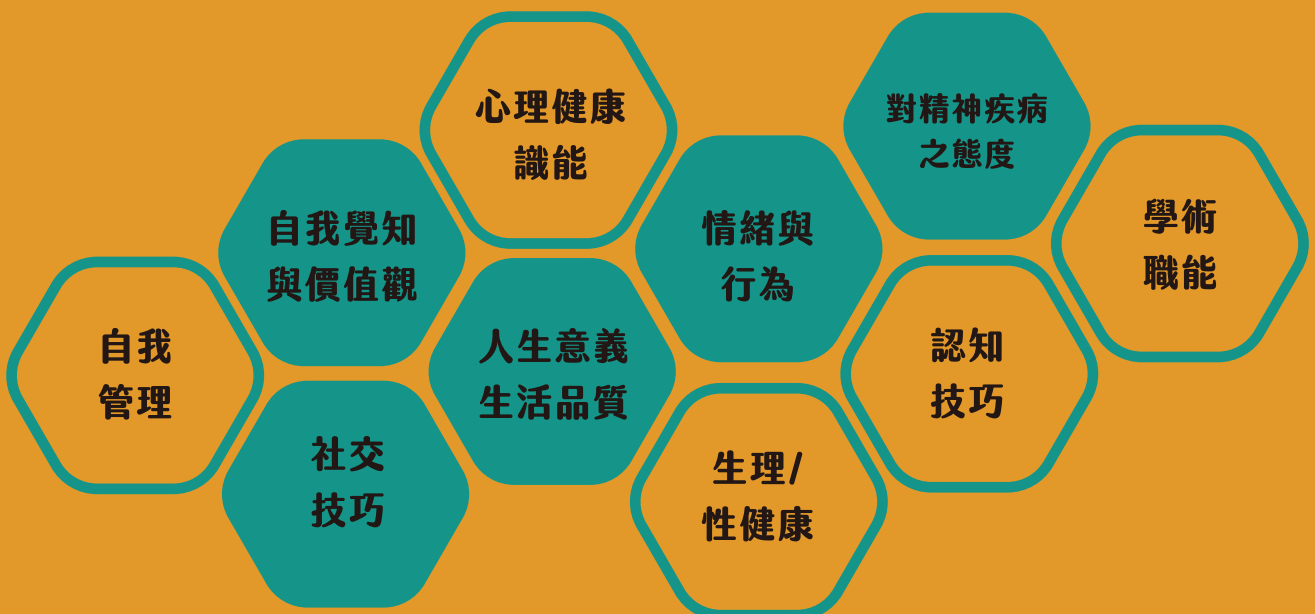 心理健康
識能
對精神疾病
之態度
自我覺知
與價值觀
情緒與
行為
學術
職能
自我
管理
人生意義
生活品質
認知
技巧
社交
技巧
生理/
性健康